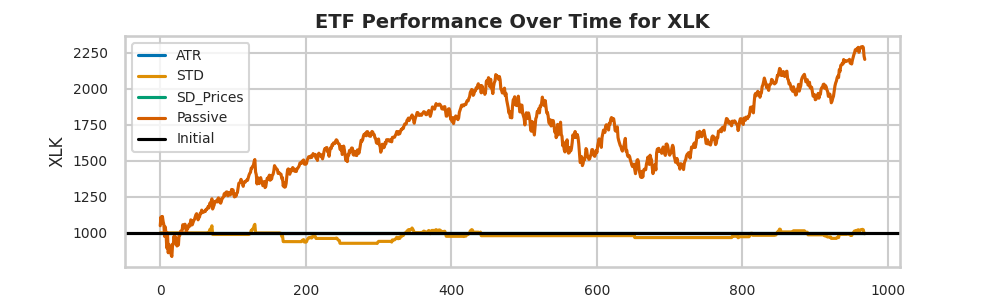 ETF Performance Over Time for XLK
XLK
2250
2000
1750
1500
1250
1000
ATR
STD
SD_Prices
Passive
Initial
0 200 400 600 800 1000